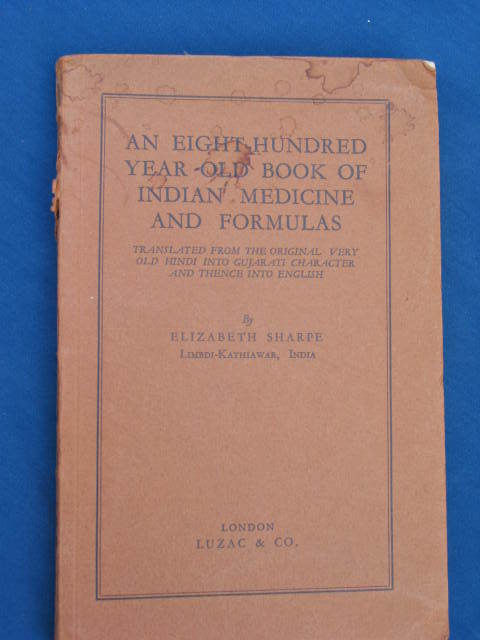 AN EIGHT-HUNDRED
YEAR OLD BOOK OF
INDIAN MEDICINE
AND FORMULAS
TRANSLATED FROM THE ORIGINAL VERY
OLD HINDI INTO GUJARATI CHARACTER
AND THENCE INTO ENGLISH
By
ELIZABETH SHARPE
LIMBDI-KATHIAWAR, INDIA
LONDON
LUZAC & CO.